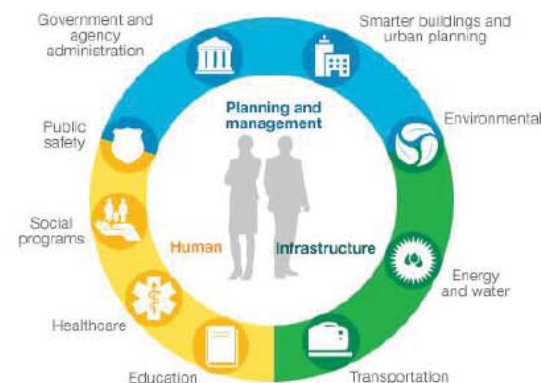 Government and
agency
administration
Smarter buildings and
urban planning
Planning and
management
Public
safety
Environmental
Social
programs
Human
Infrastructure
Energy
and water
Healthcare
Education
Transportation